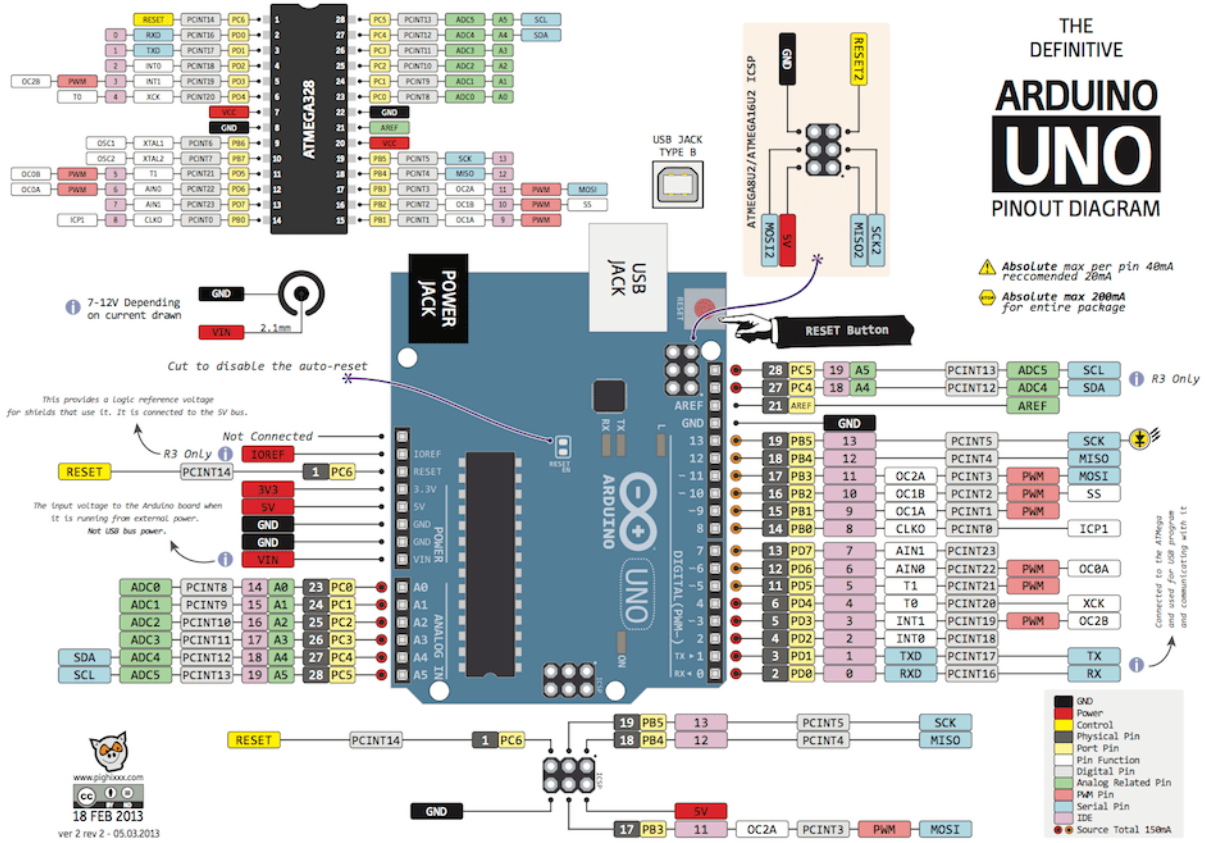 RESET PCINT14 PC6 1 28 PC5 PCINT13 ADC5 A5 SCL
0 RXD PCINT16 PD0 2 27 PC4 PCINT12 ADC4 A4 SDA
1 TXD PCINT17 PD1 3 26 PC3 PCINT11 ADC3 A3
2 INT0 PCINT18 PD2 4 25 PC2 PCINT10 ADC2 A2
OC2B PWM 3 INT1 PCINT19 PD3 5 24 PC1 PCINT9 ADC1 A1
T0 4 XCK PCINT20 PD4 6 23 PC0 PCINT8 ADC0 A0
VCC 7 22 GND
GND 8 21 AREF
OSC1 XTAL1 PCINT6 PB6 9 20 VCC
OSC2 XTAL2 PCINT7 PB7 10 19 PB5 PCINT5 SCK 13
OC0B PWM 5 T1 PCINT21 PD5 11 18 PB4 PCINT4 MISO 12
OC0A PWM 6 AIN0 PCINT22 PD6 12 17 PB3 PCINT3 OC2A 11 PWM MOSI
7 AIN1 PCINT23 PD7 13 16 PB2 PCINT2 OC1B 10 PWM SS
ICP1 8 CLKO PCINT0 PB0 14 15 PB1 PCINT1 OC1A 9 PWM
ATMEGA328
USB JACK
TYPE B
ATMEGA8U2/ATMEGA16U2 ICSP
GND
RESET2
MOSI2
5V
MISO2
SCK2
THE
DEFINITIVE
ARDUINO
UNO
PINOUT DIAGRAM
Absolute max per pin 40mA
reccomended 20mA
STOP
Absolute max 200mA
for entire package
7-12V Depending
on current drawn
GND
VIN
2.1mm
POWER
JACK
USB
JACK
RESET
RESET Button
Cut to disable the auto-reset
This provides a logic reference voltage
for shields that use it. It is connected to the 5V bus.
Not Connected
R3 Only IOREF
RESET PCINT14 1 PC6
3V3
5V
GND
GND
VIN
The input voltage to the Arduino board when
it is running from external power.
Not USB bus power.
ADC0 PCINT8 14 A0 23 PC0
ADC1 PCINT9 15 A1 24 PC1
ADC2 PCINT10 16 A2 25 PC2
ADC3 PCINT11 17 A3 26 PC3
SDA ADC4 PCINT12 18 A4 27 PC4
SCL ADC5 PCINT13 19 A5 28 PC5
IOREF
RESET
3.3V
5V
GND
GND
VIN
POWER
A0
A1
A2
A3
A4
A5
ANALOG IN
RESET
EN
RX
TX
L
ARDUINO
UNO
ON
ICSP
AREF
GND
13
12
~11
~10
~9
8
7
~6
~5
4
~3
2
TX ▸ 1
RX ◂ 0
DIGITAL (PWM~)
28 PC5 19 A5 PCINT13 ADC5 SCL
27 PC4 18 A4 PCINT12 ADC4 SDA
R3 Only
21 AREF AREF
GND
19 PB5 13 PCINT5 SCK
18 PB4 12 PCINT4 MISO
17 PB3 11 OC2A PCINT3 PWM MOSI
16 PB2 10 OC1B PCINT2 PWM SS
15 PB1 9 OC1A PCINT1 PWM
14 PB0 8 CLKO PCINT0 ICP1
13 PD7 7 AIN1 PCINT23
12 PD6 6 AIN0 PCINT22 PWM OC0A
11 PD5 5 T1 PCINT21 PWM
6 PD4 4 T0 PCINT20 XCK
5 PD3 3 INT1 PCINT19 PWM OC2B
4 PD2 2 INT0 PCINT18
3 PD1 1 TXD PCINT17 TX
2 PD0 0 RXD PCINT16 RX
Connected to the ATMega
and used for USB program
and communicating with it
GND
Power
Control
Physical Pin
Port Pin
Pin Function
Digital Pin
Analog Related Pin
PWM Pin
Serial Pin
IDE
Source Total 150mA
19 PB5 13 PCINT5 SCK
18 PB4 12 PCINT4 MISO
RESET PCINT14 1 PC6
ICSP
GND
5V
17 PB3 11 OC2A PCINT3 PWM MOSI
www.pighixxx.com
cc
BY ND
18 FEB 2013
ver 2 rev 2 - 05.03.2013